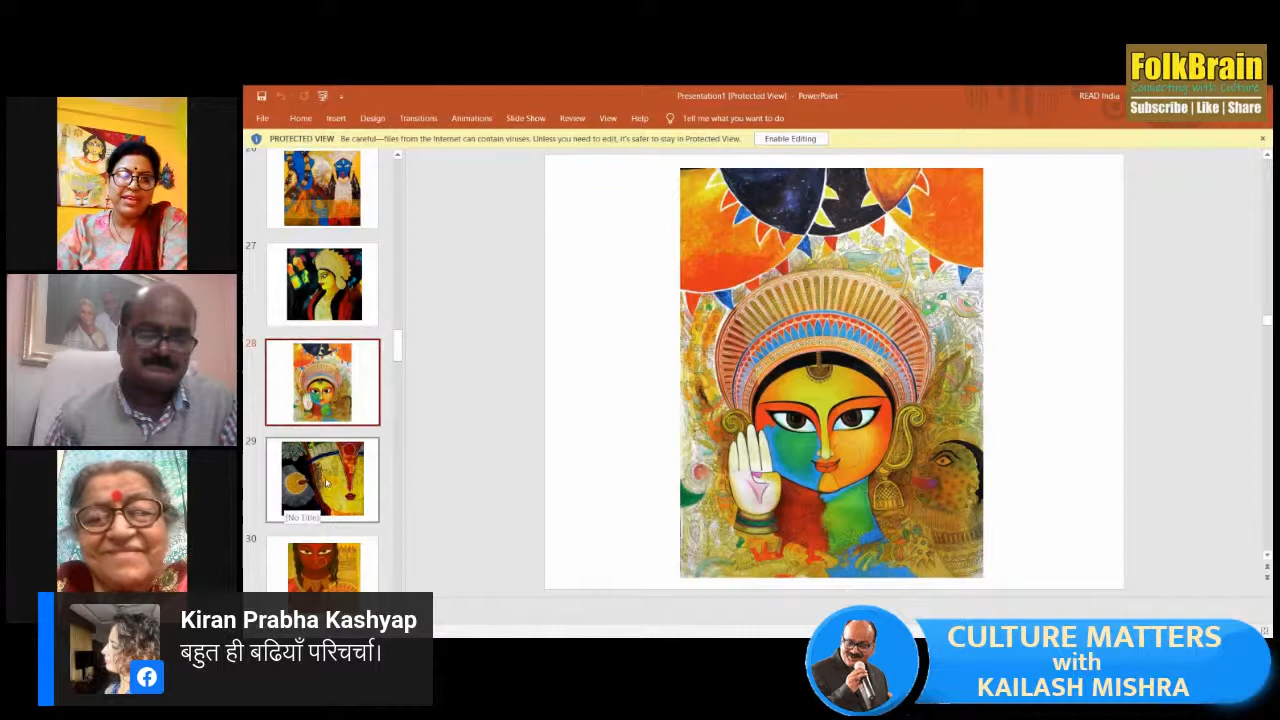 FolkBrain
Connecting with Culture
Subscribe | Like | Share
Presentation1 [Protected View] - PowerPoint
READ India
File Home Insert Design Transitions Animations Slide Show Review View Help Tell me what you want to do
PROTECTED VIEW Be careful—files from the Internet can contain viruses. Unless you need to edit, it's safer to stay in Protected View. Enable Editing
27
28
29
[No Title]
30
Kiran Prabha Kashyap
बहुत ही बढियाँ परिचर्चा।
CULTURE MATTERS
with
KAILASH MISHRA